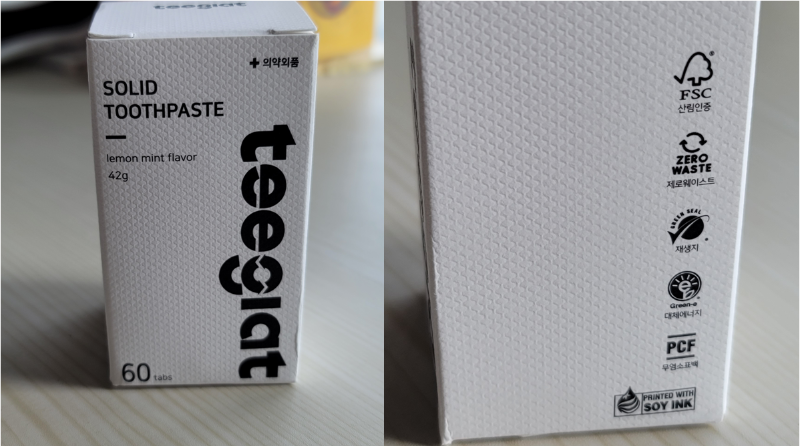 teeglat
+ 의약외품
SOLID
TOOTHPASTE
lemon mint flavor
42g
teeglat
60 tabs
FSC®
산림인증
ZERO
WASTE
제로웨이스트
GREEN SEAL
재생지
Green-e
대체에너지
PCF
무염소표백
PRINTED WITH
SOY INK